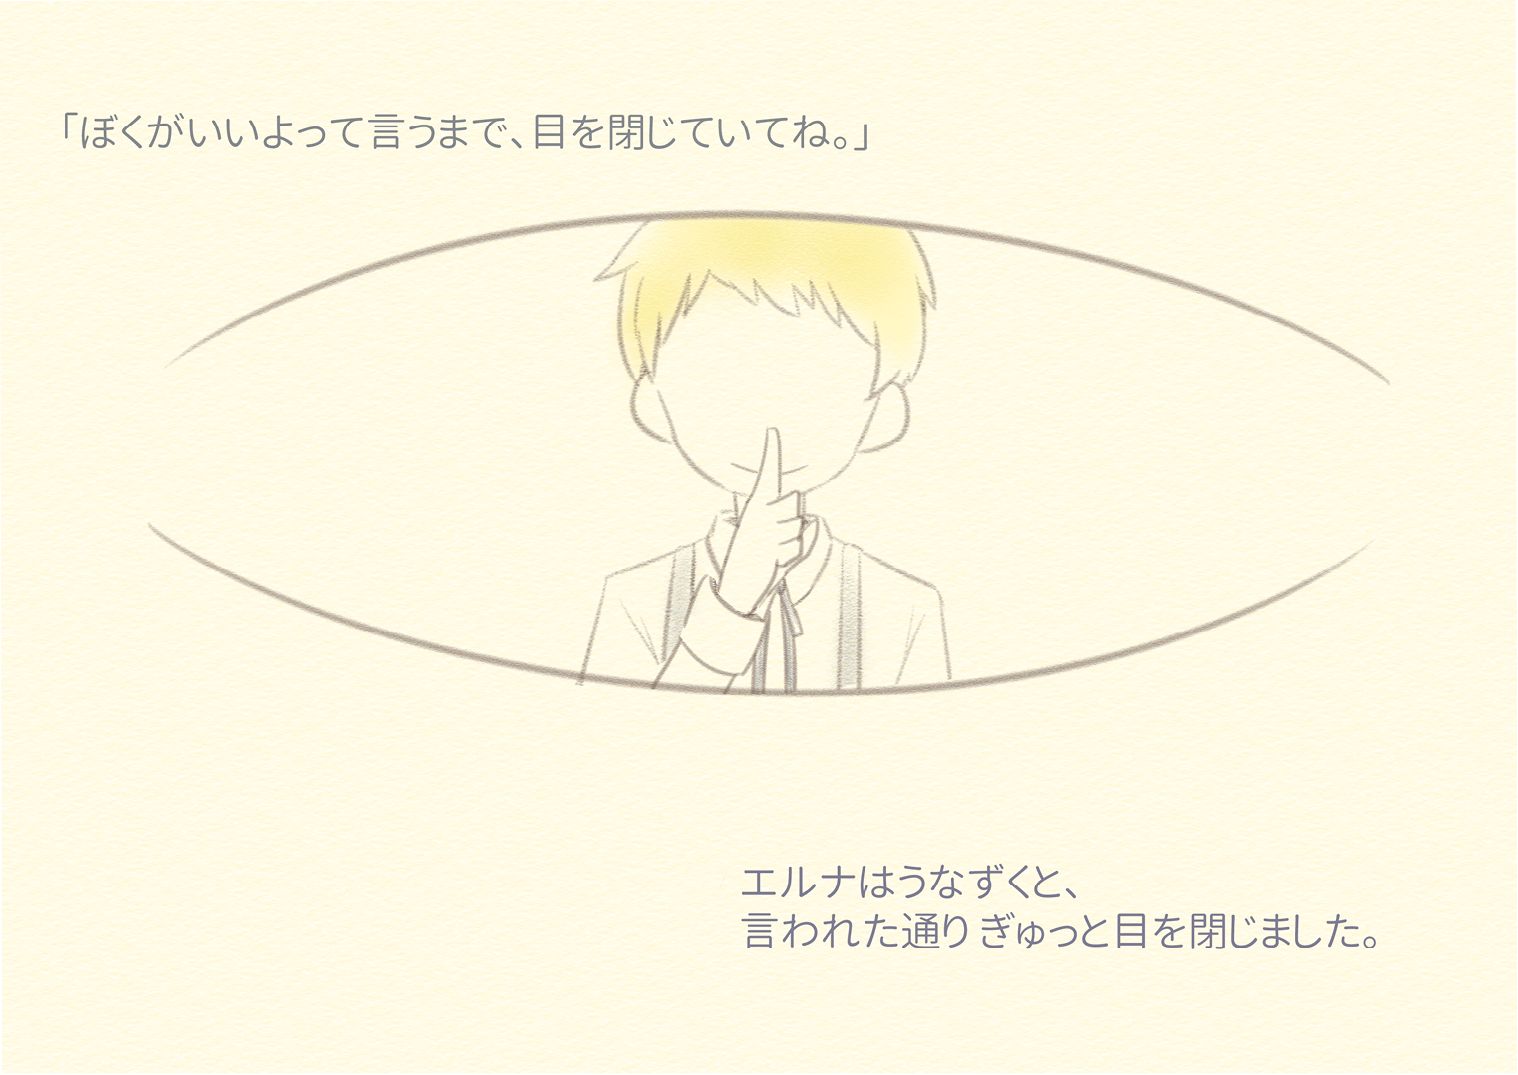 「ぼくがいいよって言うまで、目を閉じていてね。」
エルナはうなずくと、
言われた通り ぎゅっと目を閉じました。